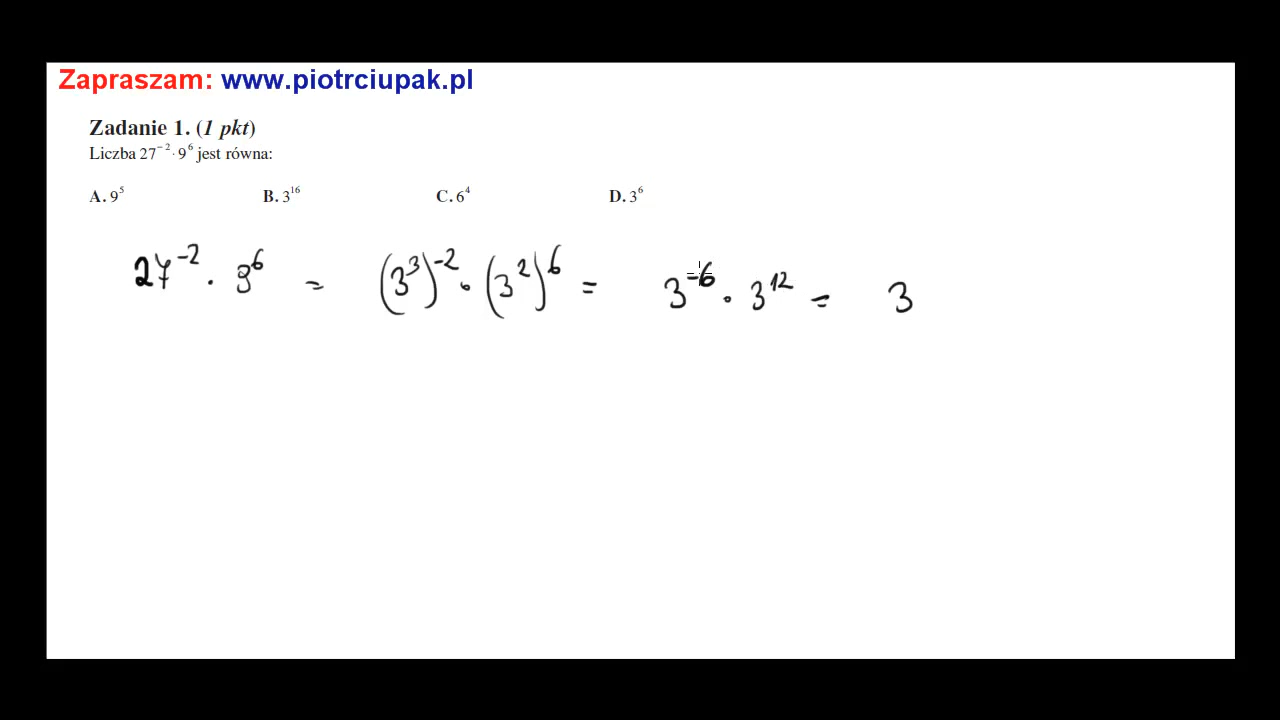 Zapraszam: www.piotrciupak.pl
Zadanie 1. (1 pkt)
Liczba 27⁻² · 9⁶ jest równa:
A. 9⁵ B. 3¹⁶ C. 6⁴ D. 3⁶
27⁻² · 9⁶ = (3³)⁻² · (3²)⁶ = 3⁻⁶ · 3¹² = 3